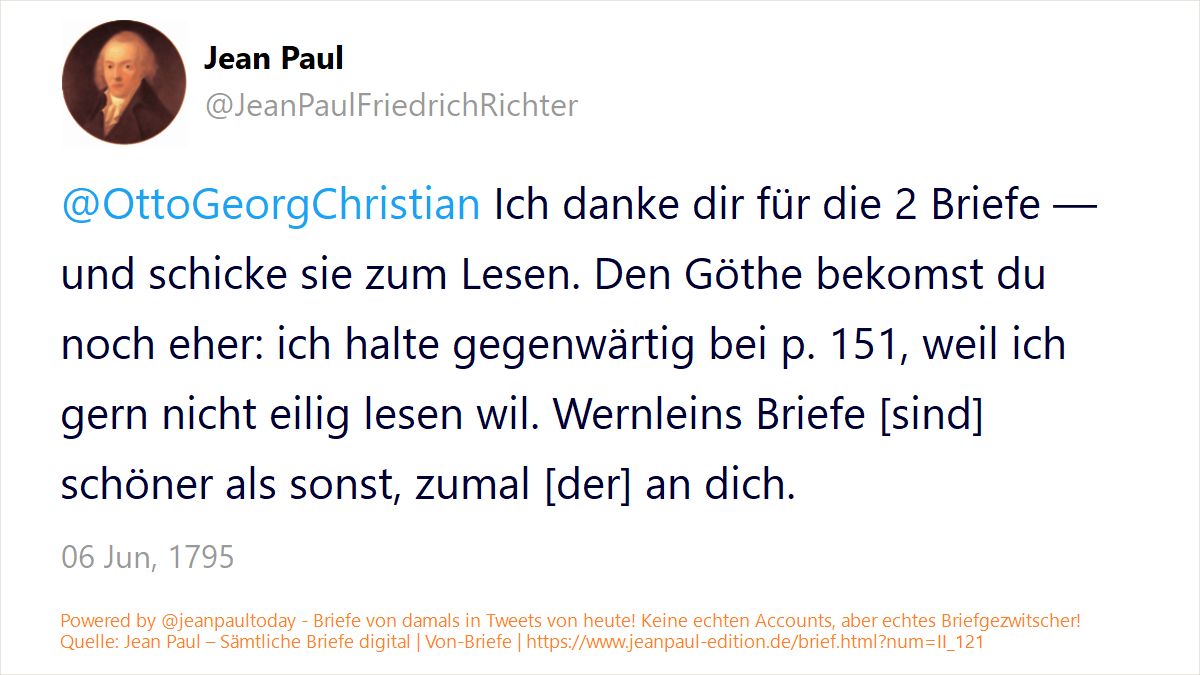 Jean Paul
@JeanPaulFriedrichRichter
@OttoGeorgChristian Ich danke dir für die 2 Briefe —
und schicke sie zum Lesen. Den Göthe bekomst du
noch eher: ich halte gegenwärtig bei p. 151, weil ich
gern nicht eilig lesen wil. Wernleins Briefe [sind]
schöner als sonst, zumal [der] an dich.
06 Jun, 1795
Powered by @jeanpaultoday - Briefe von damals in Tweets von heute! Keine echten Accounts, aber echtes Briefgezwitscher!
Quelle: Jean Paul – Sämtliche Briefe digital | Von-Briefe | https://www.jeanpaul-edition.de/brief.html?num=II_121